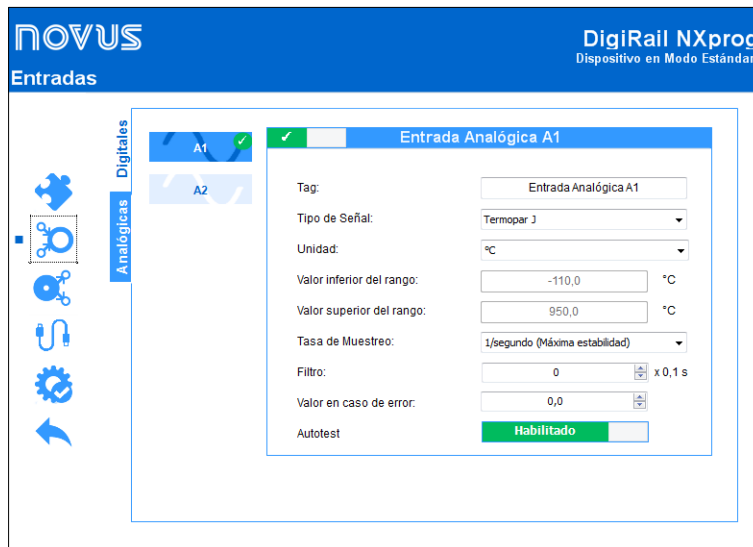 novus
DigiRail NXprog
Dispositivo en Modo Estándar
Entradas
Digitales
Analógicas
A1
A2
Entrada Analógica A1
Tag:
Entrada Analógica A1
Tipo de Señal:
Termopar J
Unidad:
ºC
Valor inferior del rango:
-110,0
°C
Valor superior del rango:
950,0
°C
Tasa de Muestreo:
1/segundo (Máxima estabilidad)
Filtro:
0
x 0,1 s
Valor en caso de error:
0,0
Autotest
Habilitado